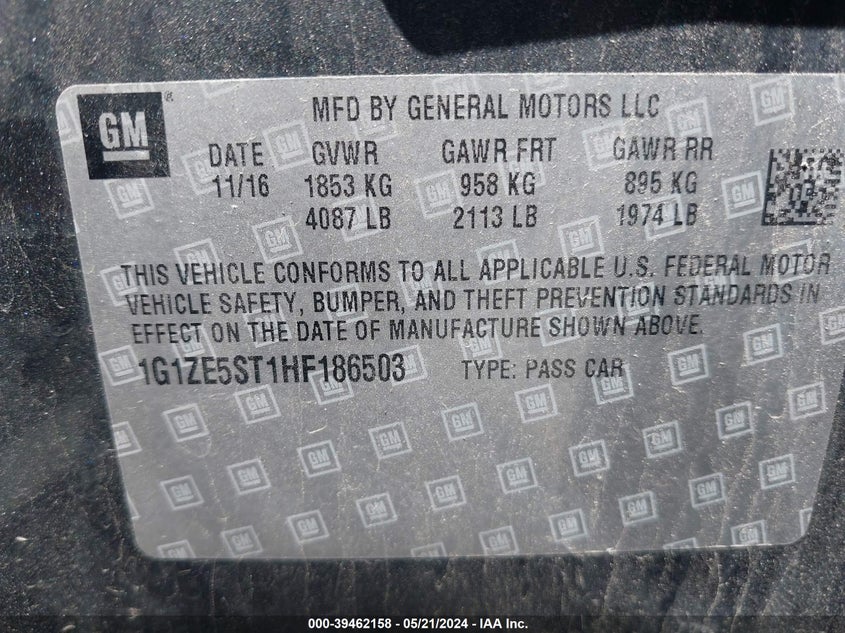 GM ®
MFD BY GENERAL MOTORS LLC
DATE GVWR GAWR FRT GAWR RR
11/16 1853 KG 958 KG 895 KG
4087 LB 2113 LB 1974 LB
THIS VEHICLE CONFORMS TO ALL APPLICABLE U.S. FEDERAL MOTOR
VEHICLE SAFETY, BUMPER, AND THEFT PREVENTION STANDARDS IN
EFFECT ON THE DATE OF MANUFACTURE SHOWN ABOVE.
1G1ZE5ST1HF186503 TYPE: PASS CAR
000-39462158 - 05/21/2024 - IAA Inc.